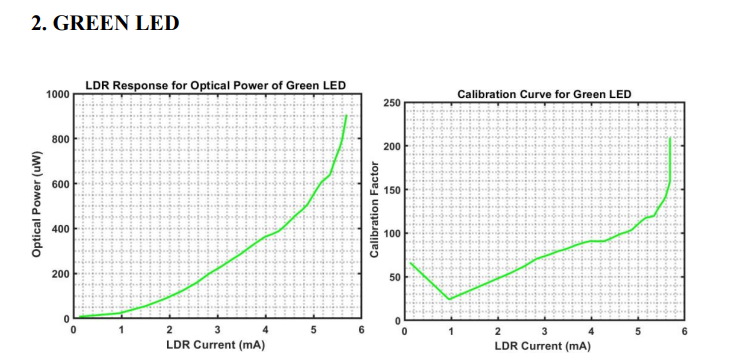 2. GREEN LED
LDR Response for Optical Power of Green LED
1000
800
600
400
200
0
Optical Power (uW)
0 1 2 3 4 5 6
LDR Current (mA)
Calibration Curve for Green LED
250
200
150
100
50
0
Calibration Factor
0 1 2 3 4 5 6
LDR Current (mA)